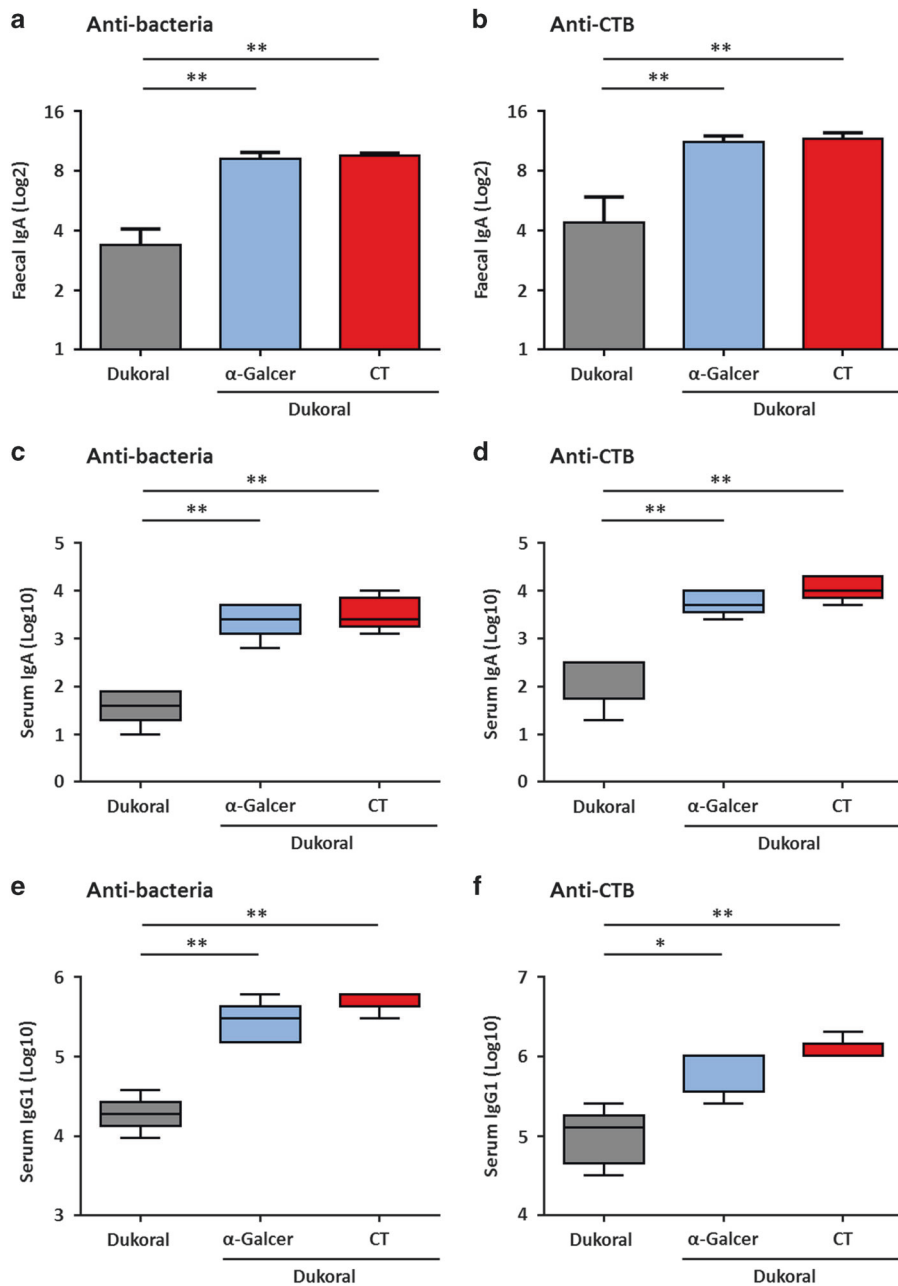 a Anti-bacteria
**
**
Faecal IgA (Log2)
16
8
4
2
1
Dukoral α-Galcer CT
Dukoral
b Anti-CTB
**
**
Faecal IgA (Log2)
16
8
4
2
1
Dukoral α-Galcer CT
Dukoral
c Anti-bacteria
**
**
Serum IgA (Log10)
5
4
3
2
1
0
Dukoral α-Galcer CT
Dukoral
d Anti-CTB
**
**
Serum IgA (Log10)
5
4
3
2
1
0
Dukoral α-Galcer CT
Dukoral
e Anti-bacteria
**
**
Serum IgG1 (Log10)
6
5
4
3
Dukoral α-Galcer CT
Dukoral
f Anti-CTB
**
*
Serum IgG1 (Log10)
7
6
5
4
Dukoral α-Galcer CT
Dukoral